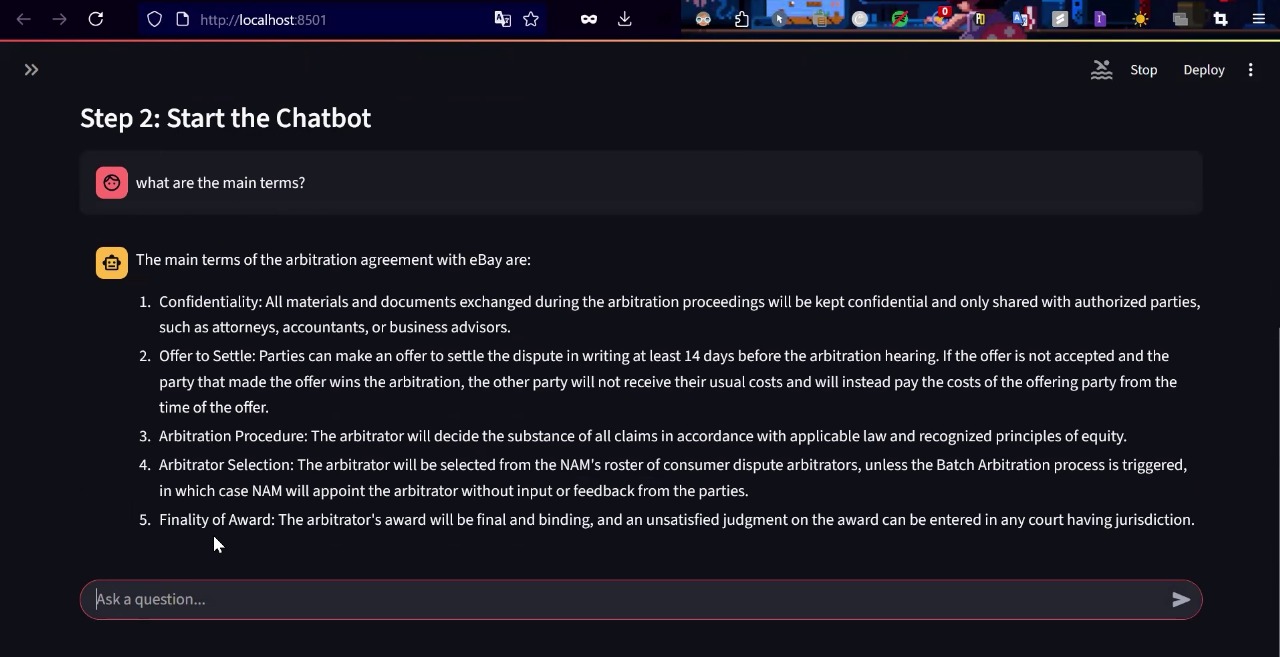 http://localhost:8501
0
Stop
Deploy
Step 2: Start the Chatbot
what are the main terms?
The main terms of the arbitration agreement with eBay are:
1. Confidentiality: All materials and documents exchanged during the arbitration proceedings will be kept confidential and only shared with authorized parties,
such as attorneys, accountants, or business advisors.
2. Offer to Settle: Parties can make an offer to settle the dispute in writing at least 14 days before the arbitration hearing. If the offer is not accepted and the
party that made the offer wins the arbitration, the other party will not receive their usual costs and will instead pay the costs of the offering party from the
time of the offer.
3. Arbitration Procedure: The arbitrator will decide the substance of all claims in accordance with applicable law and recognized principles of equity.
4. Arbitrator Selection: The arbitrator will be selected from the NAM's roster of consumer dispute arbitrators, unless the Batch Arbitration process is triggered,
in which case NAM will appoint the arbitrator without input or feedback from the parties.
5. Finality of Award: The arbitrator's award will be final and binding, and an unsatisfied judgment on the award can be entered in any court having jurisdiction.
Ask a question...